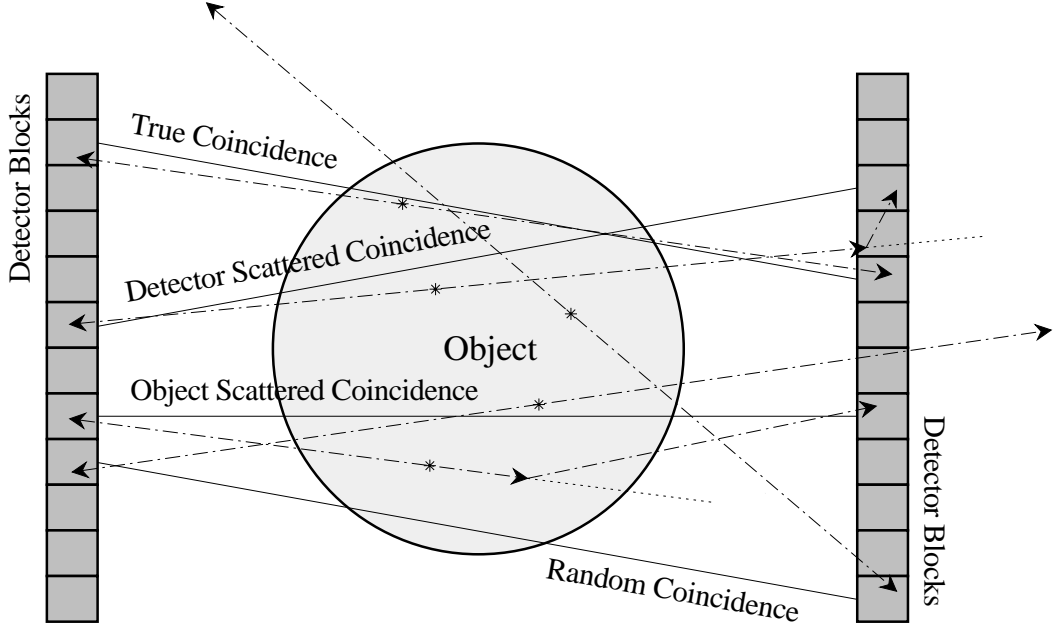 Detector Blocks
True Coincidence
Detector Scattered Coincidence
Object
Object Scattered Coincidence
Random Coincidence
Detector Blocks